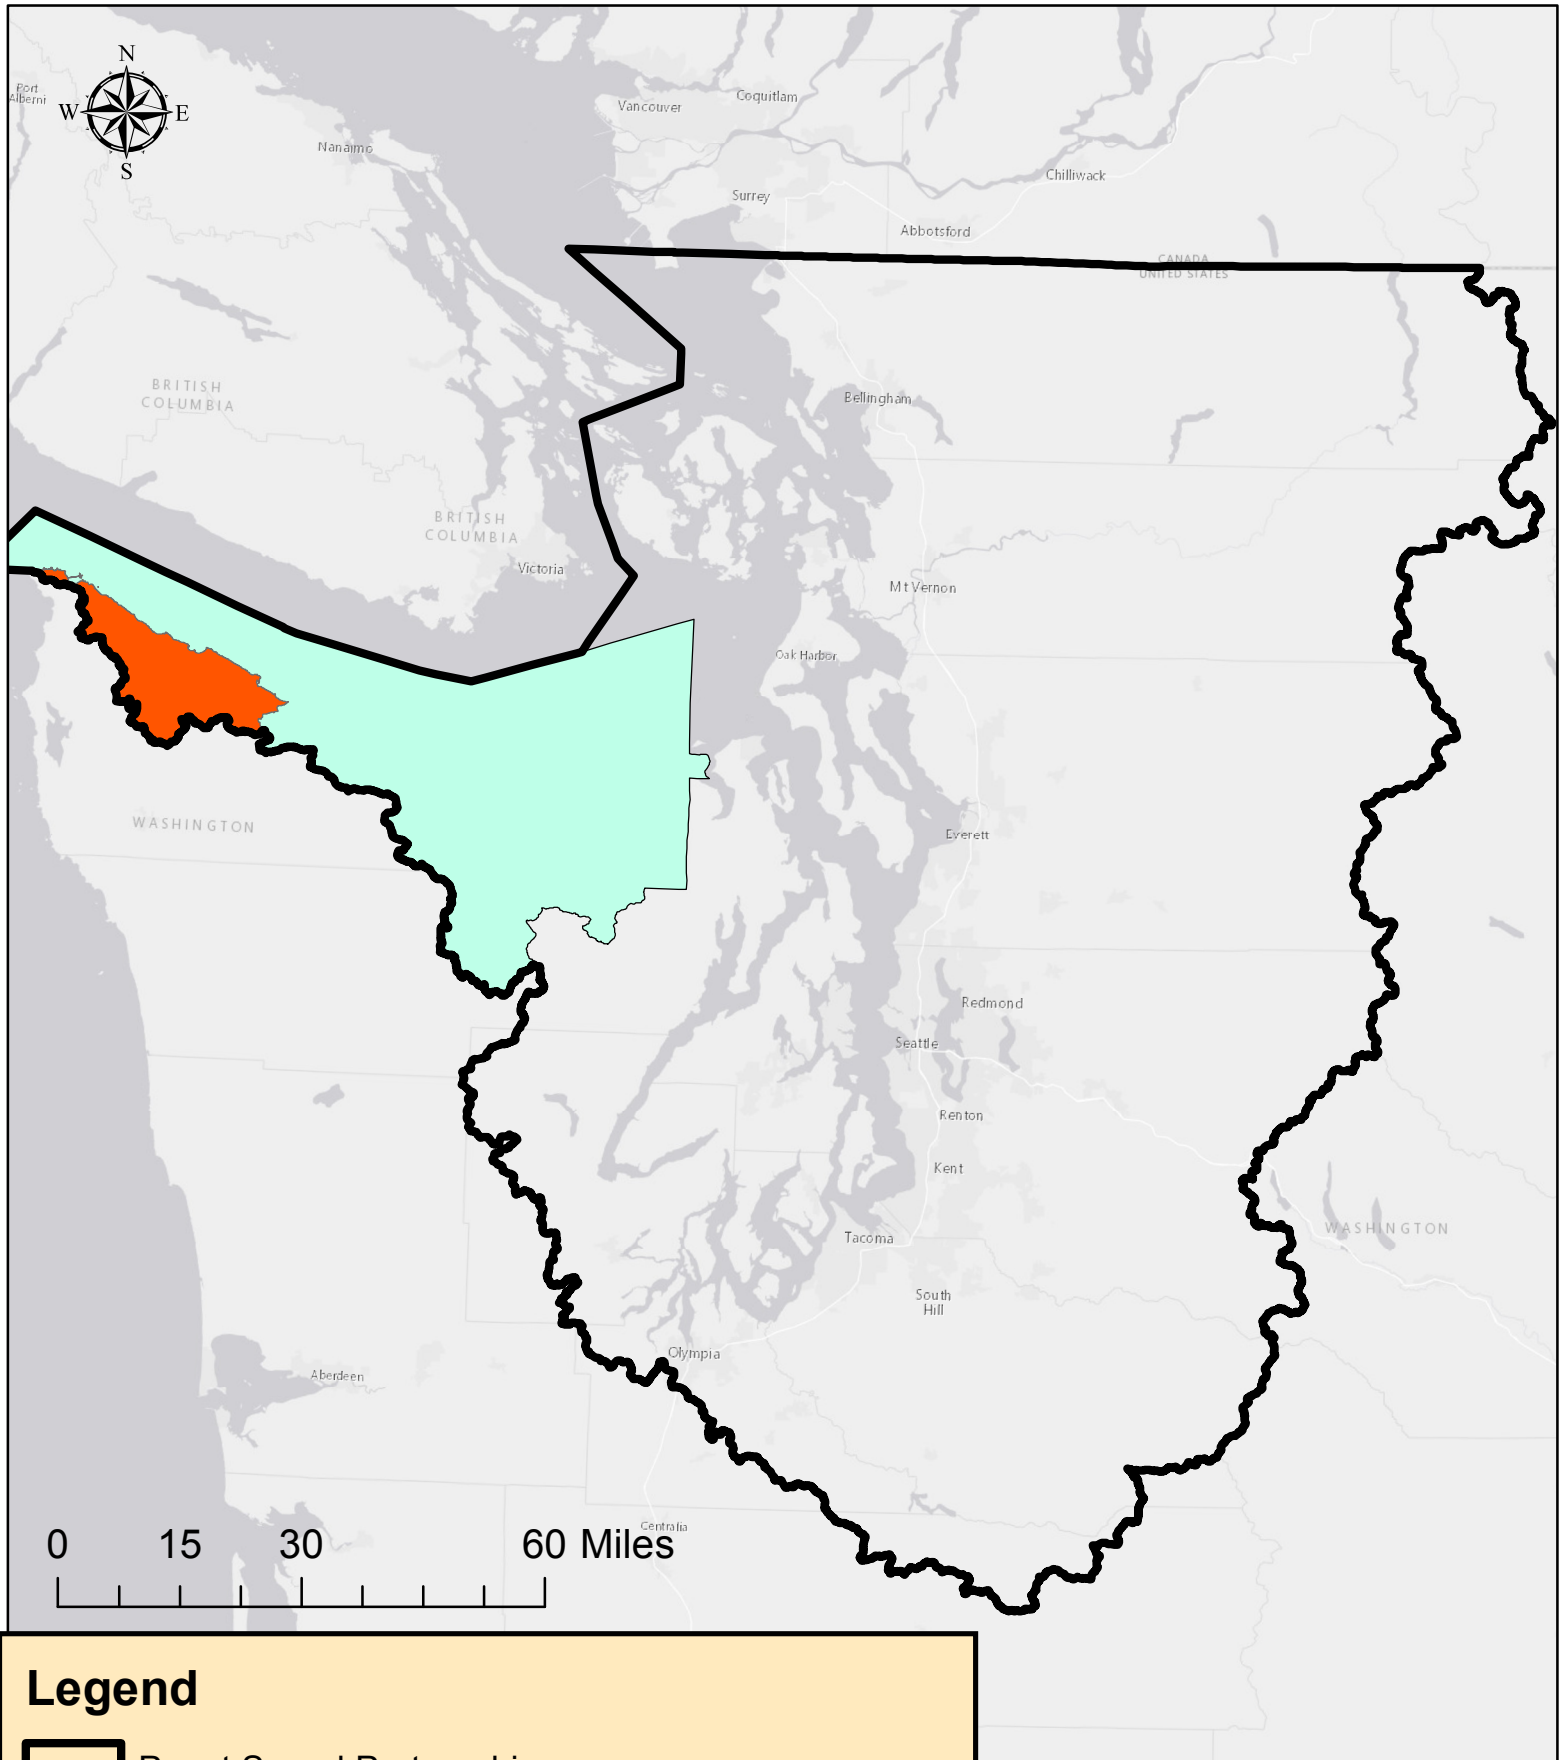 N
W
E
S
Port
Alberni
Nanaimo
Vancouver
Coquitlam
Surrey
Chilliwack
Abbotsford
CANADA
UNITED STATES
BRITISH
COLUMBIA
Bellingham
BRITISH
COLUMBIA
Victoria
Mt Vernon
Oak Harbor
WASHINGTON
Everett
Redmond
Seattle
Renton
Kent
Tacoma
WASHINGTON
South
Hill
Olympia
Aberdeen
Centralia
0 15 30 60 Miles
Legend